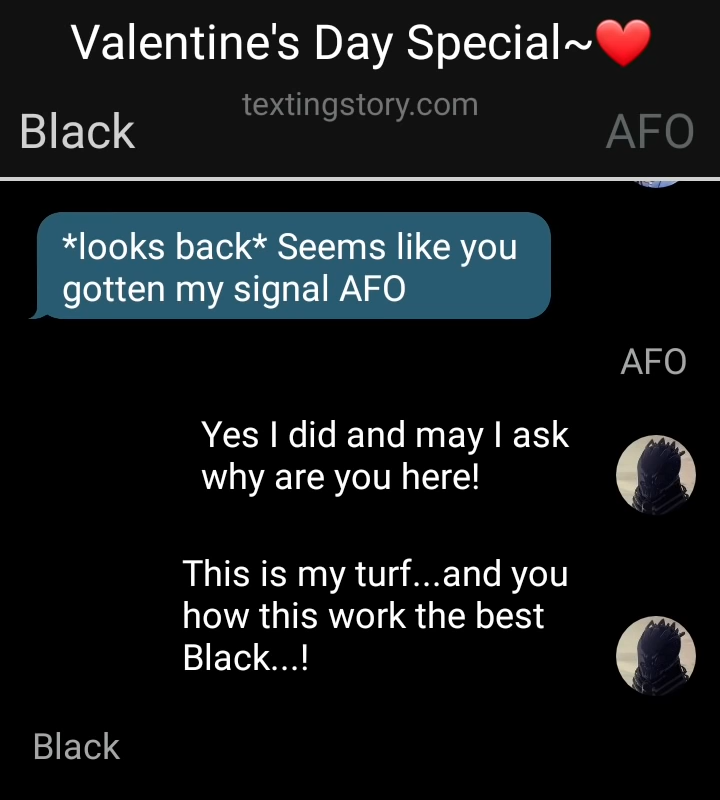 Valentine's Day Special~❤️
textingstory.com
Black
AFO
*looks back* Seems like you
gotten my signal AFO
AFO
Yes I did and may I ask
why are you here!
This is my turf...and you
how this work the best
Black...!
Black